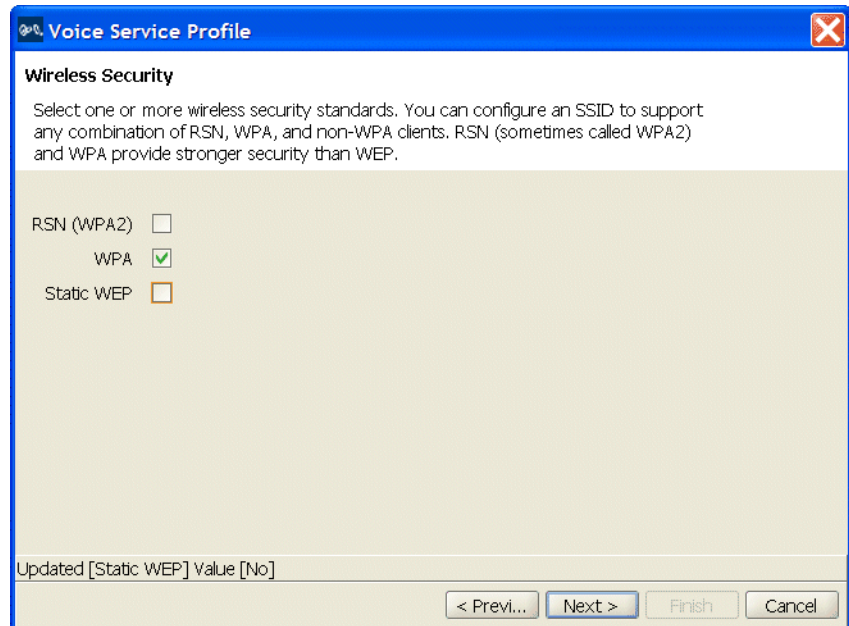 Voice Service Profile
Wireless Security
Select one or more wireless security standards. You can configure an SSID to support
any combination of RSN, WPA, and non-WPA clients. RSN (sometimes called WPA2)
and WPA provide stronger security than WEP.
RSN (WPA2)
WPA
Static WEP
Updated [Static WEP] Value [No]
< Previ... Next > Finish Cancel